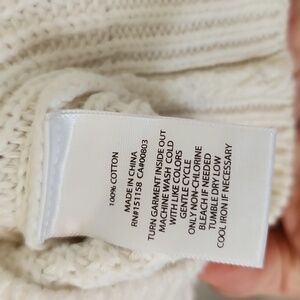 100% COTTON
MADE IN CHINA
RN#151158 CA#00803
TURN GARMENT INSIDE OUT
MACHINE WASH COLD
WITH LIKE COLORS
GENTLE CYCLE
ONLY NON-CHLORINE
BLEACH IF NEEDED
TUMBLE DRY LOW
COOL IRON IF NECESSARY